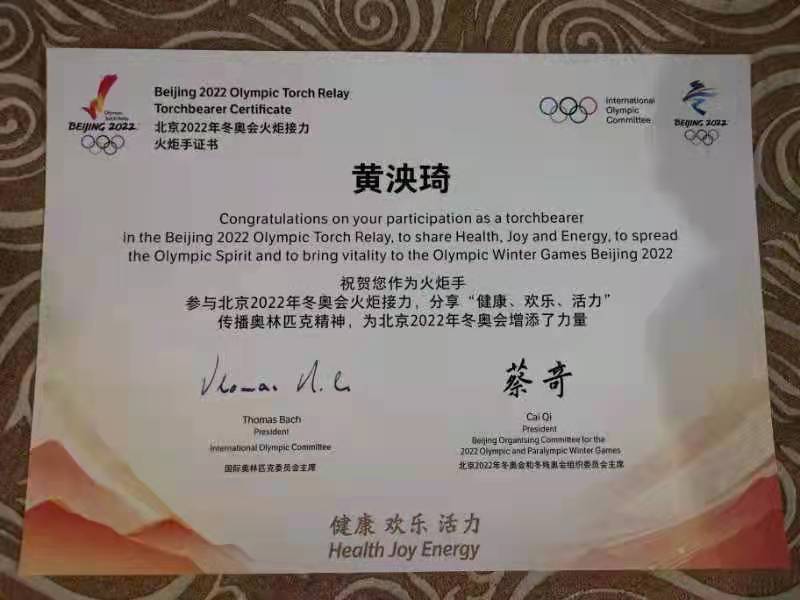 Beijing 2022 Olympic Torch Relay
Torchbearer Certificate
北京2022年冬奥会火炬接力
火炬手证书
BEIJING 2022
International
Olympic
Committee
BEIJING 2022
黄泱琦
Congratulations on your participation as a torchbearer
in the Beijing 2022 Olympic Torch Relay, to share Health, Joy and Energy, to spread
the Olympic Spirit and to bring vitality to the Olympic Winter Games Beijing 2022
祝贺您作为火炬手
参与北京2022年冬奥会火炬接力，分享“健康、欢乐、活力”
传播奥林匹克精神，为北京2022年冬奥会增添了力量
蔡奇
Thomas Bach
President
International Olympic Committee
国际奥林匹克委员会主席
Cai Qi
President
Beijing Organising Committee for the
2022 Olympic and Paralympic Winter Games
北京2022年冬奥会和冬残奥会组织委员会主席
健康 欢乐 活力
Health Joy Energy